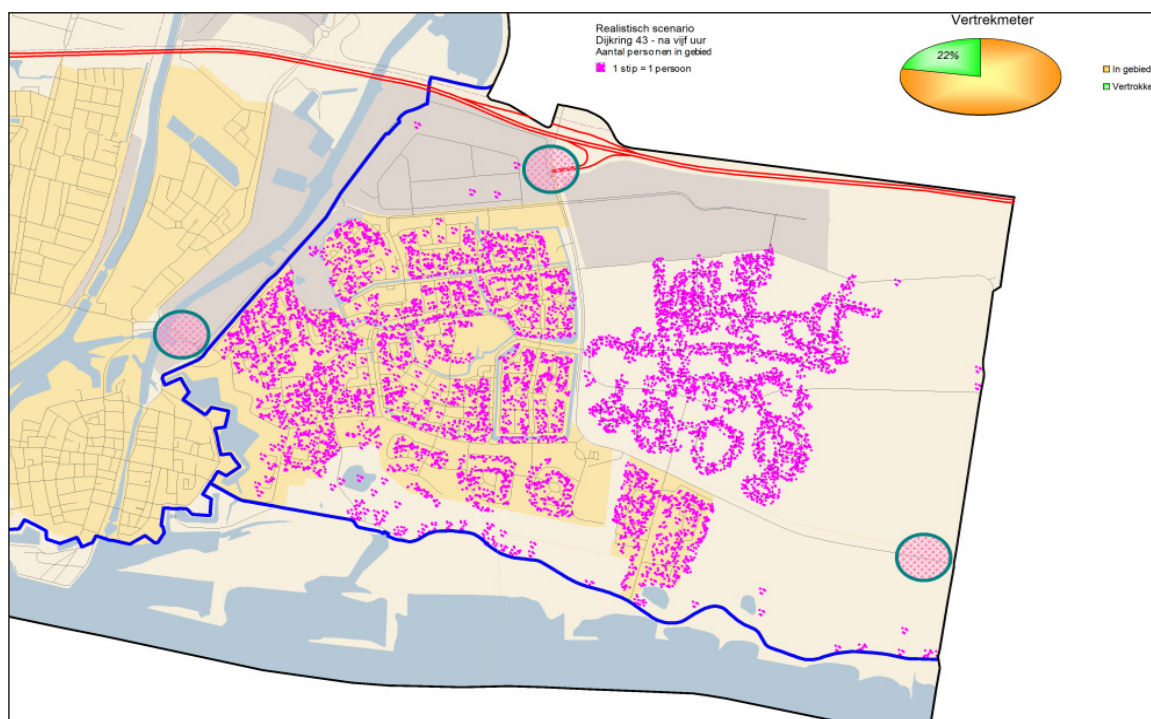 Realistisch scenario
Dijkring 43 - na vijf uur
Aantal personen in gebied
1 stip = 1 persoon
Vertrekmeter
22%
In gebied
Vertrokke